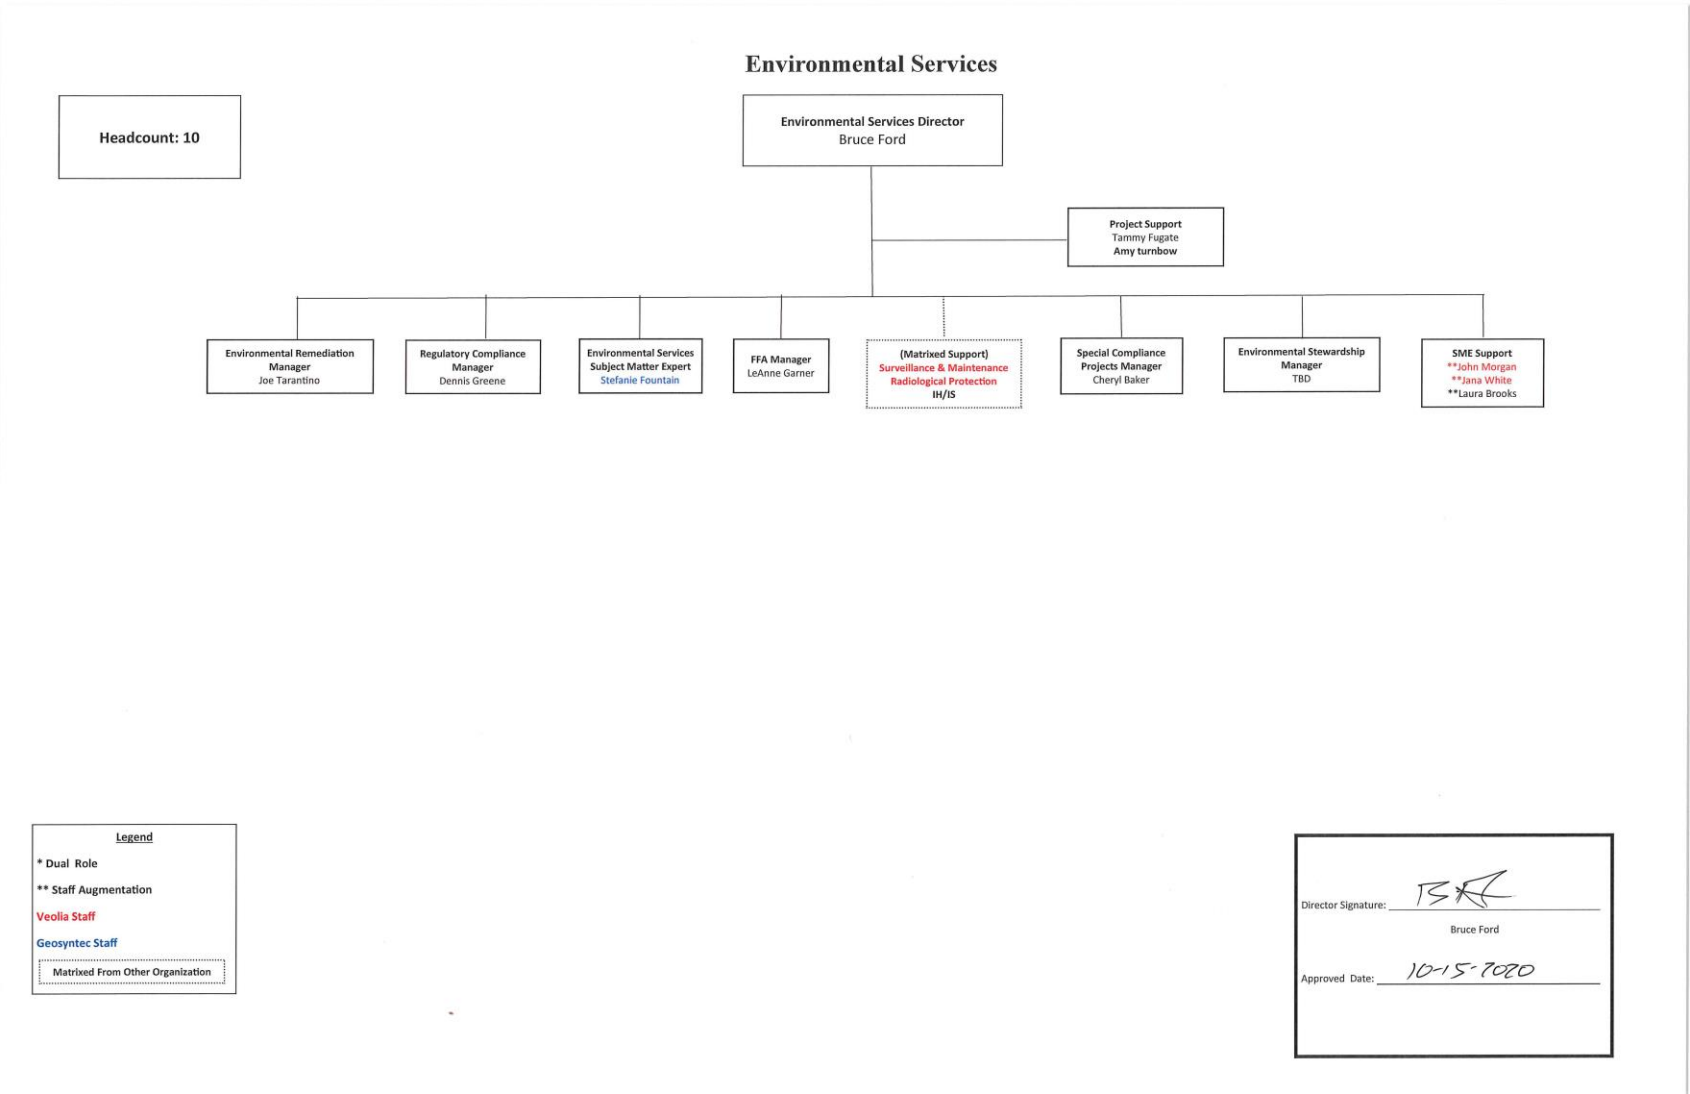 Environmental Services
Headcount: 10
Environmental Services Director
Bruce Ford
Project Support
Tammy Fugate
Amy turnbow
Environmental Remediation
Manager
Joe Tarantino
Regulatory Compliance
Manager
Dennis Greene
Environmental Services
Subject Matter Expert
Stefanie Fountain
FFA Manager
LeAnne Garner
(Matrixed Support)
Surveillance & Maintenance
Radiological Protection
IH/IS
Special Compliance
Projects Manager
Cheryl Baker
Environmental Stewardship
Manager
TBD
SME Support
**John Morgan
**Jana White
**Laura Brooks
Legend
* Dual Role
** Staff Augmentation
Veolia Staff
Geosyntec Staff
Matrixed From Other Organization
Director Signature:
Bruce Ford
Approved Date: 10-15-2020